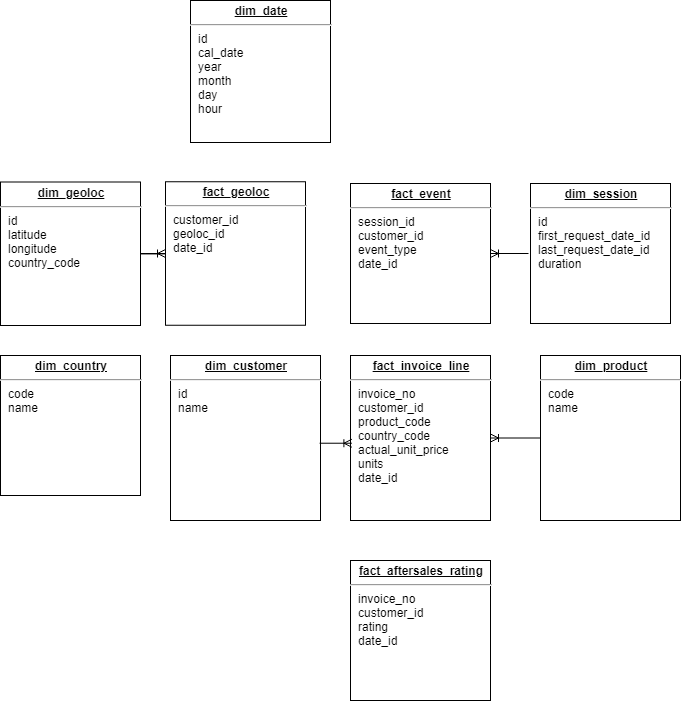 dim_date
id
cal_date
year
month
day
hour
dim_geoloc
id
latitude
longitude
country_code
fact_geoloc
customer_id
geoloc_id
date_id
fact_event
session_id
customer_id
event_type
date_id
dim_session
id
first_request_date_id
last_request_date_id
duration
dim_country
code
name
dim_customer
id
name
fact_invoice_line
invoice_no
customer_id
product_code
country_code
actual_unit_price
units
date_id
dim_product
code
name
fact_aftersales_rating
invoice_no
customer_id
rating
date_id